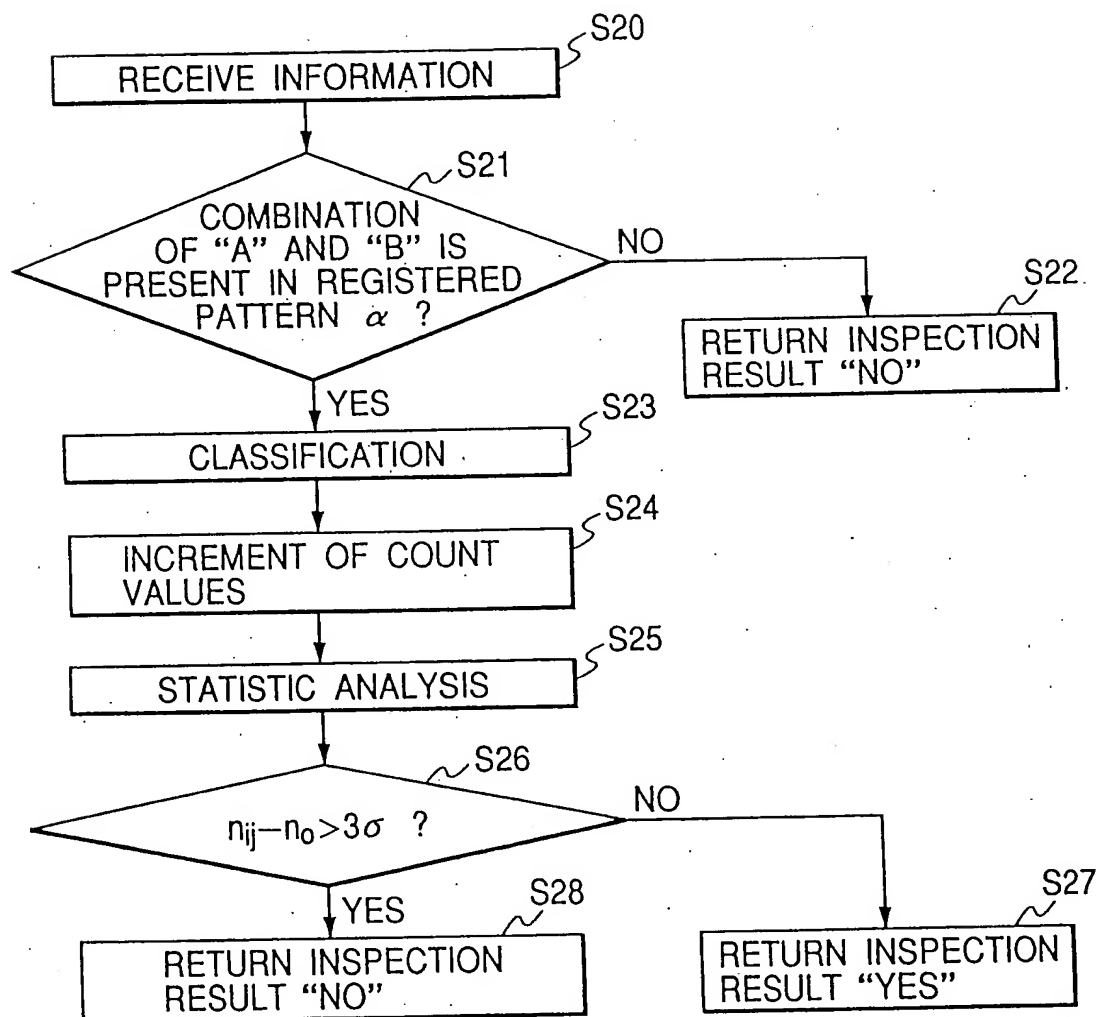 S20
RECEIVE INFORMATION
S21
COMBINATION
OF “A” AND “B” IS
PRESENT IN REGISTERED
PATTERN α ?
NO
S22
RETURN INSPECTION
RESULT “NO”
YES
S23
CLASSIFICATION
S24
INCREMENT OF COUNT
VALUES
S25
STATISTIC ANALYSIS
S26
nij−no>3σ ?
NO
YES
S28
RETURN INSPECTION
RESULT “NO”
S27
RETURN INSPECTION
RESULT “YES”